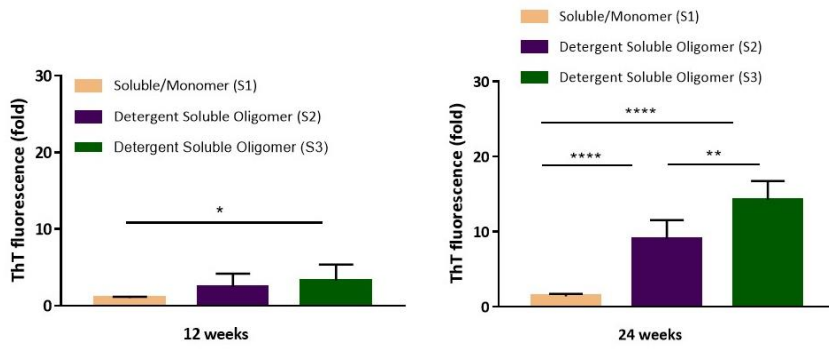 Soluble/Monomer (S1)
Detergent Soluble Oligomer (S2)
Detergent Soluble Oligomer (S3)
ThT fluorescence (fold)
30
20
10
0
*
12 weeks
Soluble/Monomer (S1)
Detergent Soluble Oligomer (S2)
Detergent Soluble Oligomer (S3)
ThT fluorescence (fold)
30
20
10
0
****
****
**
24 weeks